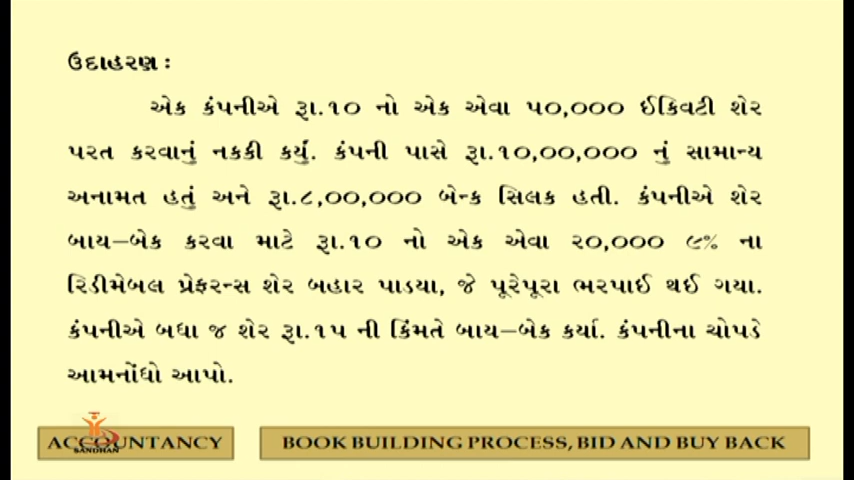 ઉદાહરણ :
એક કંપનીએ રૂા.૧૦ નો એક એવા ૫૦,૦૦૦ ઈકિવટી શેર
પરત કરવાનું નકકી કર્યું. કંપની પાસે રૂા.૧૦,૦૦,૦૦૦ નું સામાન્ય
અનામત હતું અને રૂા.૮,૦૦,૦૦૦ બેન્ક સિલક હતી. કંપનીએ શેર
બાય–બેક કરવા માટે રૂા.૧૦ નો એક એવા ૨૦,૦૦૦ ૯% ના
રિડીમેબલ પ્રેફરન્સ શેર બહાર પાડયા, જે પૂરેપૂરા ભરપાઈ થઈ ગયા.
કંપનીએ બધા જ શેર રૂા.૧૫ ની કિંમતે બાય–બેક કર્યા. કંપનીના ચોપડે
આમનોંધો આપો.
ACCOUNTANCY
SANDHAN
BOOK BUILDING PROCESS, BID AND BUY BACK